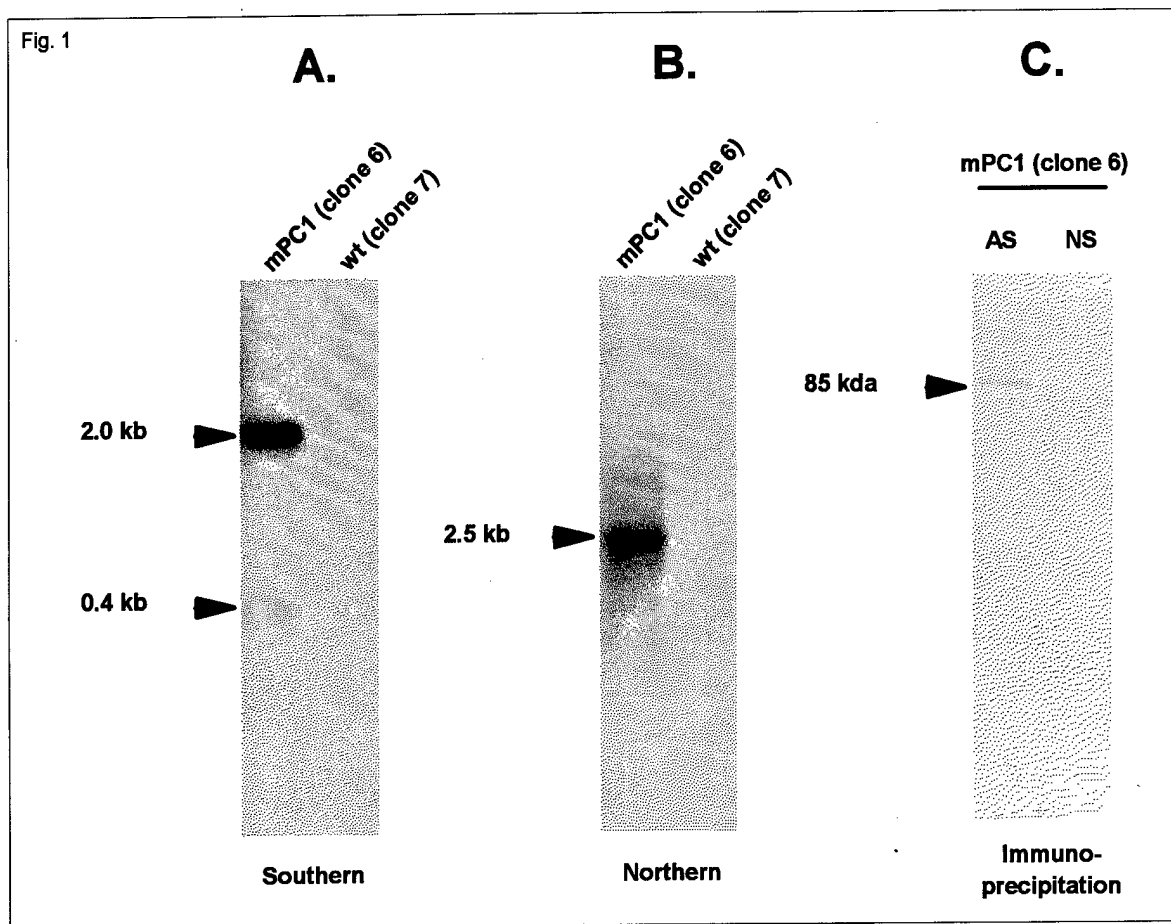 Fig. 1
A.
B.
C.
mPC1 (clone 6)
wt (clone 7)
mPC1 (clone 6)
wt (clone 7)
mPC1 (clone 6)
AS NS
2.0 kb
0.4 kb
2.5 kb
85 kda
Southern
Northern
Immuno-
precipitation